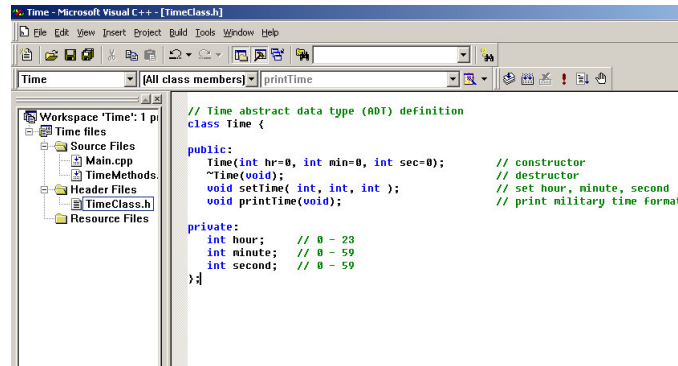 Time - Microsoft Visual C++ - [TimeClass.h]
File Edit View Insert Project Build Tools Window Help
Time [All class members] printTime
Workspace 'Time': 1 p
Time files
Source Files
Main.cpp
TimeMethods.
Header Files
TimeClass.h
Resource Files
// Time abstract data type (ADT) definition
class Time {
public:
Time(int hr=0, int min=0, int sec=0); // constructor
~Time(void); // destructor
void setTime( int, int, int ); // set hour, minute, second
void printTime(void); // print military time format
private:
int hour; // 0 - 23
int minute; // 0 - 59
int second; // 0 - 59
};